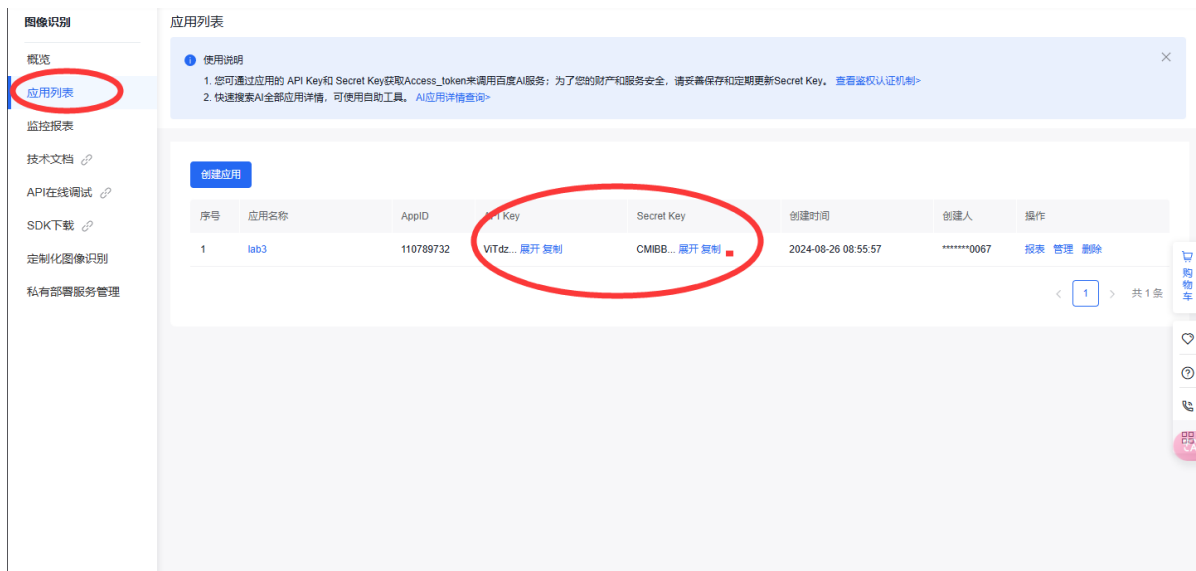 图像识别
概览
应用列表
监控报表
技术文档
API在线调试
SDK下载
定制化图像识别
私有部署服务管理
应用列表
使用说明
1. 您可通过应用的 API Key和 Secret Key获取Access_token来调用百度AI服务；为了您的财产和服务安全，请妥善保存和定期更新Secret Key。 查看鉴权认证机制>
2. 快速搜索AI全部应用详情，可使用自助工具。 AI应用详情查询>
创建应用
序号 应用名称 AppID API Key Secret Key 创建时间 创建人 操作
1 lab3 110789732 ViTdz... 展开 复制 CMIBB... 展开 复制 2024-08-26 08:55:57 *******0067 报表 管理 删除
< 1 > 共 1 条
购物车